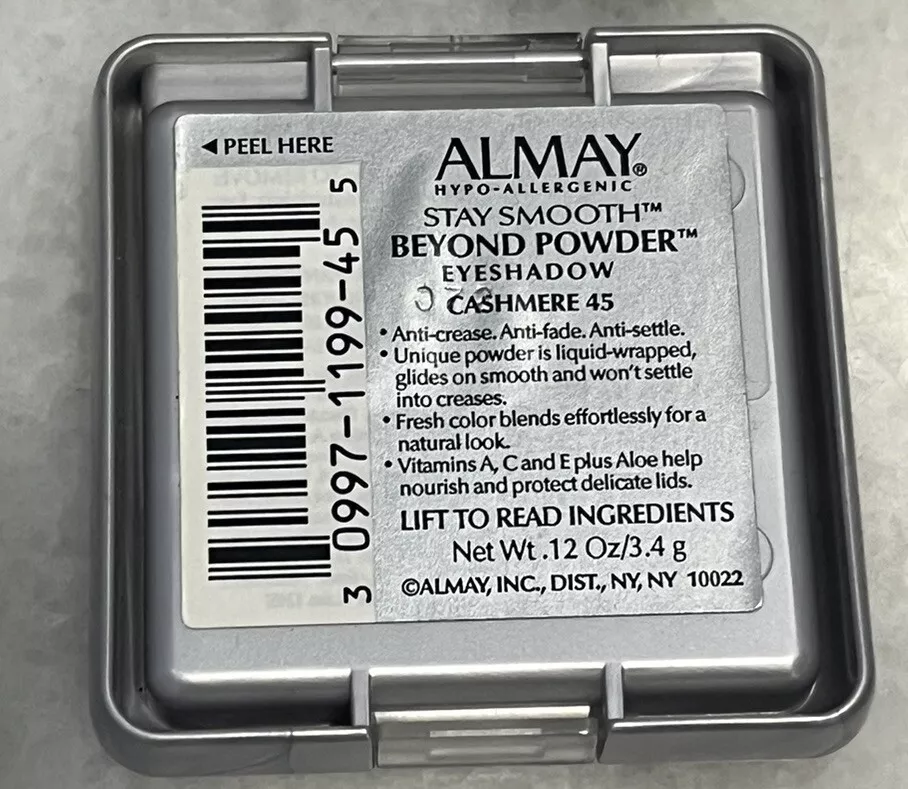 ◄ PEEL HERE
3 0997-1199-45 5
ALMAY®
HYPO-ALLERGENIC
STAY SMOOTH™
BEYOND POWDER™
EYESHADOW
CASHMERE 45
• Anti-crease. Anti-fade. Anti-settle.
• Unique powder is liquid-wrapped,
glides on smooth and won't settle
into creases.
• Fresh color blends effortlessly for a
natural look.
• Vitamins A, C and E plus Aloe help
nourish and protect delicate lids.
LIFT TO READ INGREDIENTS
Net Wt .12 Oz/3.4 g
©ALMAY, INC., DIST., NY, NY 10022